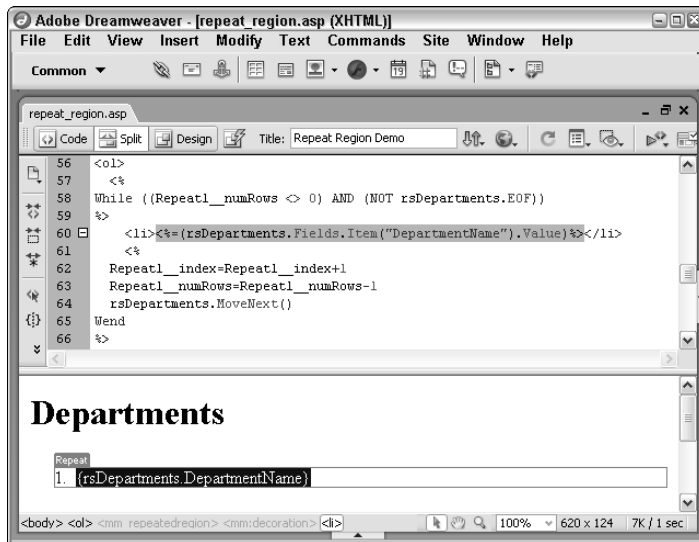 Adobe Dreamweaver - [repeat_region.asp (XHTML)]
File Edit View Insert Modify Text Commands Site Window Help
Common
19
repeat_region.asp
Code Split Design Title: Repeat Region Demo
56 <ol>
57 <%
58 While ((Repeat1__numRows <> 0) AND (NOT rsDepartments.EOF))
59 %>
60 <li><%=(rsDepartments.Fields.Item("DepartmentName").Value)%></li>
61 <%
62 Repeat1__index=Repeat1__index+1
63 Repeat1__numRows=Repeat1__numRows-1
64 rsDepartments.MoveNext()
65 Wend
66 %>
Departments
Repeat
1. {rsDepartments.DepartmentName}
<body> <ol> <mm_repeatedregion> <mm:decoration> <li> 100% 620 x 124 7K / 1 sec